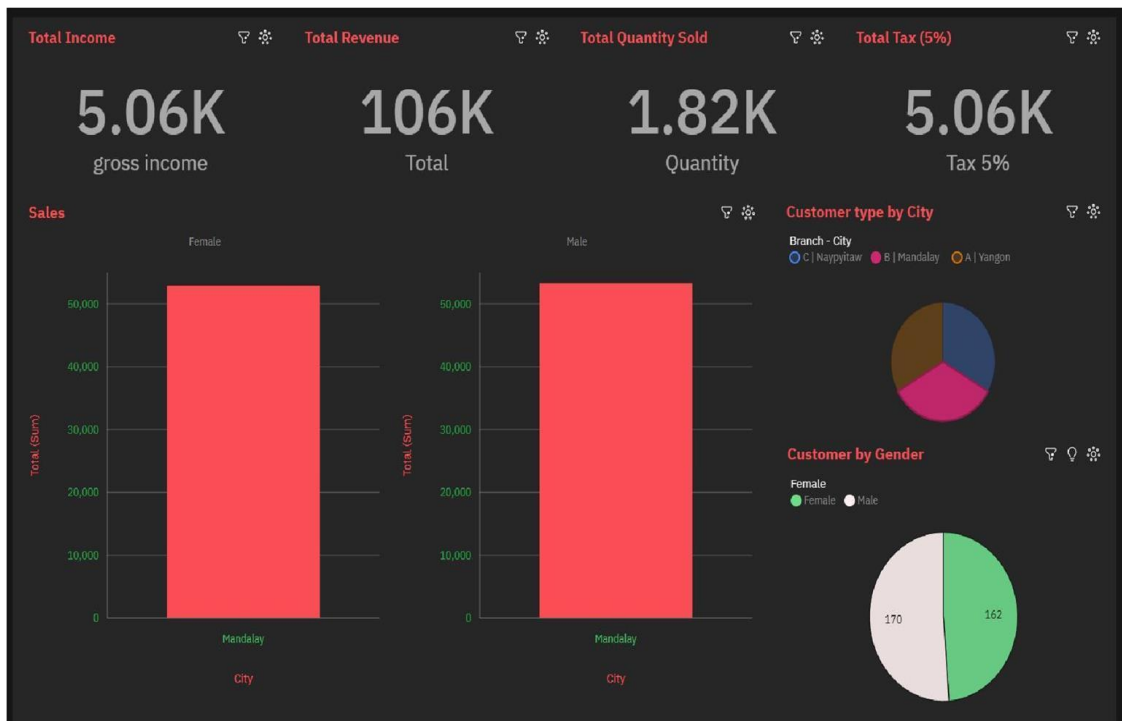 Total Income
Total Revenue
Total Quantity Sold
Total Tax (5%)
5.06K
106K
1.82K
5.06K
gross income
Total
Quantity
Tax 5%
Sales
Female
Male
Total (Sum)
50,000
40,000
30,000
20,000
10,000
0
Mandalay
City
Total (Sum)
50,000
40,000
30,000
20,000
10,000
0
Mandalay
City
Customer type by City
Branch - City
C | Naypyitaw B | Mandalay A | Yangon
Customer by Gender
Female
Female Male
170
162